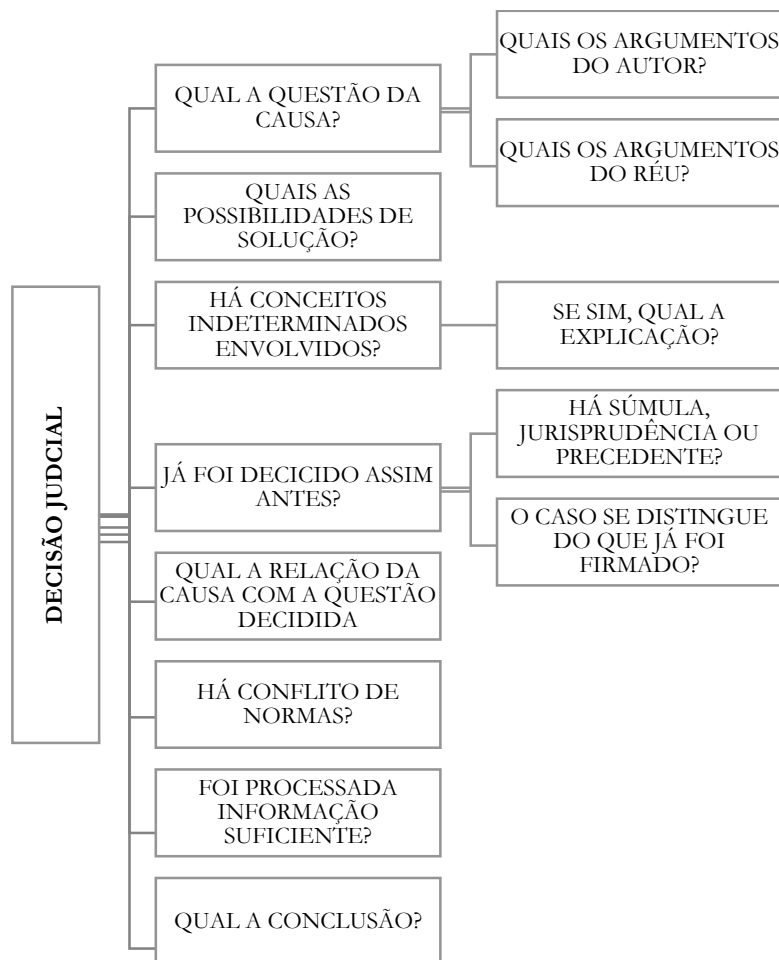 DECISÃO JUDCIAL
QUAL A QUESTÃO DA
CAUSA?
QUAIS OS ARGUMENTOS
DO AUTOR?
QUAIS OS ARGUMENTOS
DO RÉU?
QUAIS AS
POSSIBILIDADES DE
SOLUÇÃO?
HÁ CONCEITOS
INDETERMINADOS
ENVOLVIDOS?
SE SIM, QUAL A
EXPLICAÇÃO?
JÁ FOI DECICIDO ASSIM
ANTES?
HÁ SÚMULA,
JURISPRUDÊNCIA OU
PRECEDENTE?
O CASO SE DISTINGUE
DO QUE JÁ FOI
FIRMADO?
QUAL A RELAÇÃO DA
CAUSA COM A QUESTÃO
DECIDIDA
HÁ CONFLITO DE
NORMAS?
FOI PROCESSADA
INFORMAÇÃO
SUFICIENTE?
QUAL A CONCLUSÃO?